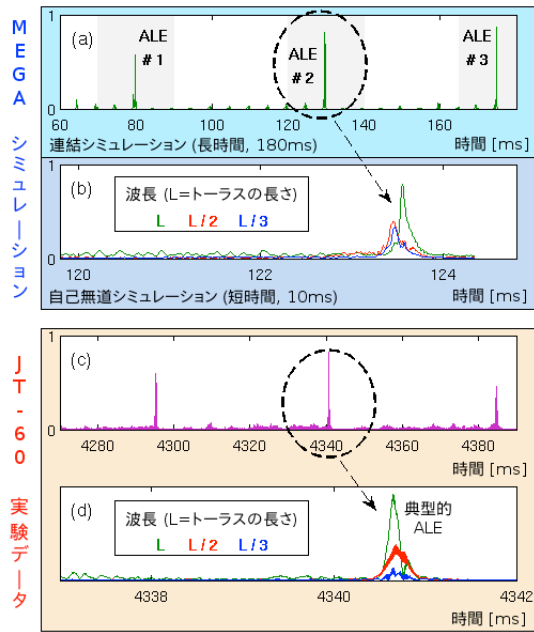 MEGAシミュレーション
1
(a)
ALE
# 1
ALE
# 2
ALE
# 3
0
60 80 100 120 140 160
連結シミュレーション (長時間, 180ms)
時間 [ms]
1
(b)
波長 (L=トーラスの長さ)
L L/2 L/3
0
120 122 124
自己無道シミュレーション (短時間, 10ms)
時間 [ms]
JT-60 実験データ
1
(c)
0
4280 4300 4320 4340 4360 4380
時間 [ms]
(d)
波長 (L=トーラスの長さ)
L L/2 L/3
典型的
ALE
4338 4340 4342
時間 [ms]